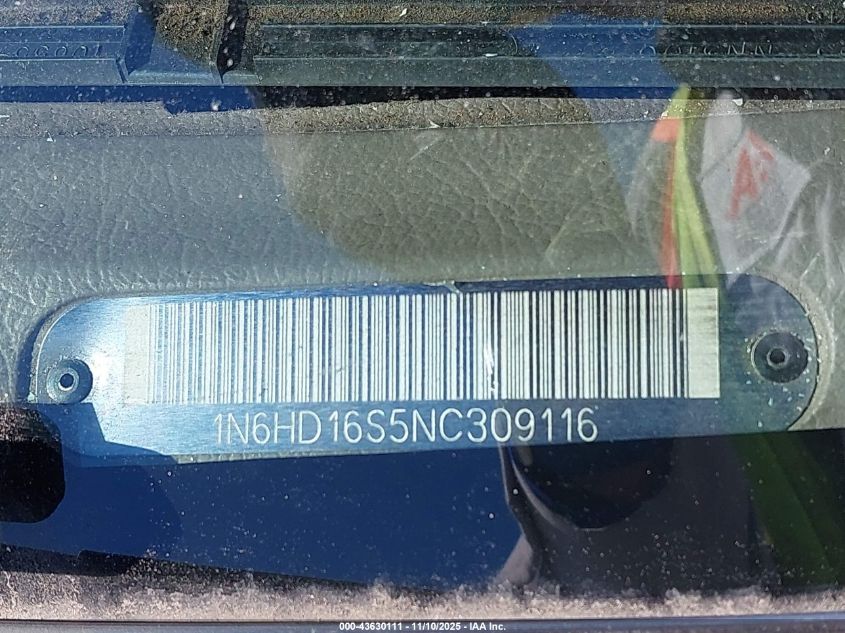 1N6HD16S5NC309116
000-43630111 - 11/10/2025 - IAA Inc.